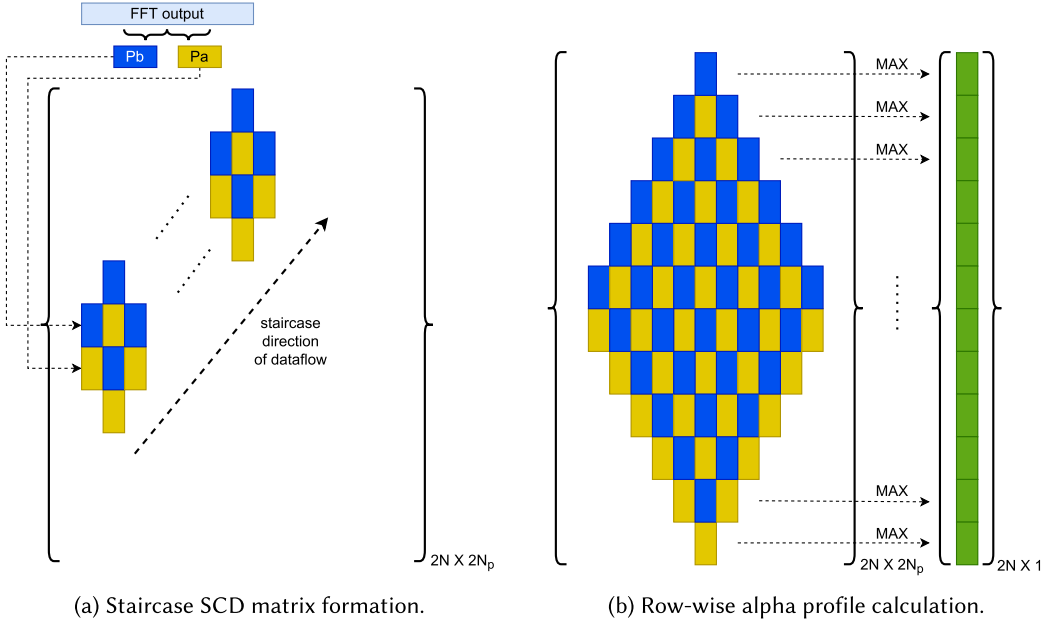 FFT output
Pb
Pa
staircase
direction
of dataflow
2N X 2Np
(a) Staircase SCD matrix formation.
MAX
MAX
MAX
MAX
MAX
2N X 2Np
2N X 1
(b) Row-wise alpha profile calculation.